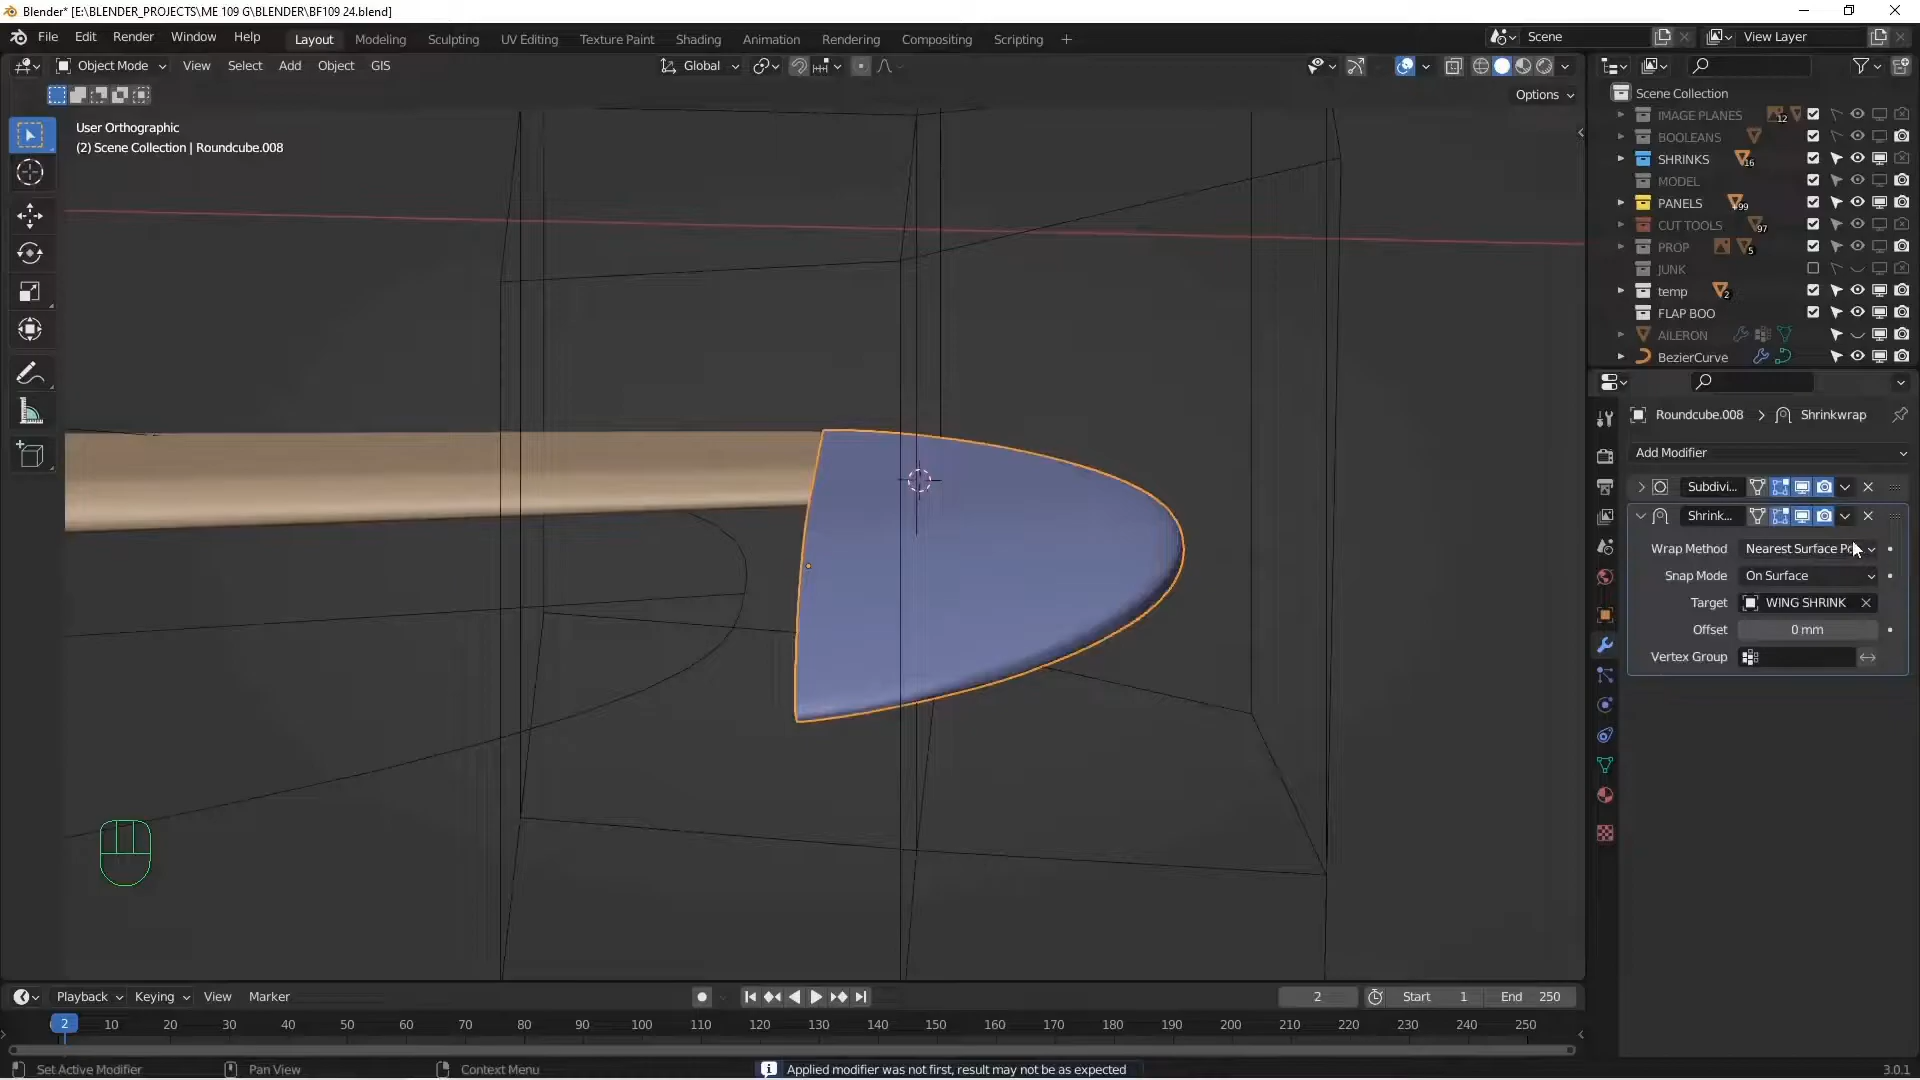 Blender* [E:\BLENDER_PROJECTS\ME 109 G\BLENDER\BF109 24.blend]
File Edit Render Window Help Layout Modeling Sculpting UV Editing Texture Paint Shading Animation Rendering Compositing Scripting + Scene View Layer
Object Mode View Select Add Object GIS Global
Options
User Orthographic
(2) Scene Collection | Roundcube.008
Scene Collection
IMAGE PLANES 12
BOOLEANS
SHRINKS 16
MODEL
PANELS +99
CUT TOOLS 97
PROP 5
JUNK
temp 2
FLAP BOO
AILERON
BezierCurve
Roundcube.008 > Shrinkwrap
Add Modifier
Subdivi...
Shrink...
Wrap Method Nearest Surface Po
Snap Mode On Surface
Target WING SHRINK
Offset 0 mm
Vertex Group
Playback Keying View Marker 2 Start 1 End 250
2 10 20 30 40 50 60 70 80 90 100 110 120 130 140 150 160 170 180 190 200 210 220 230 240 250
Set Active Modifier Pan View Context Menu Applied modifier was not first, result may not be as expected 3.0.1